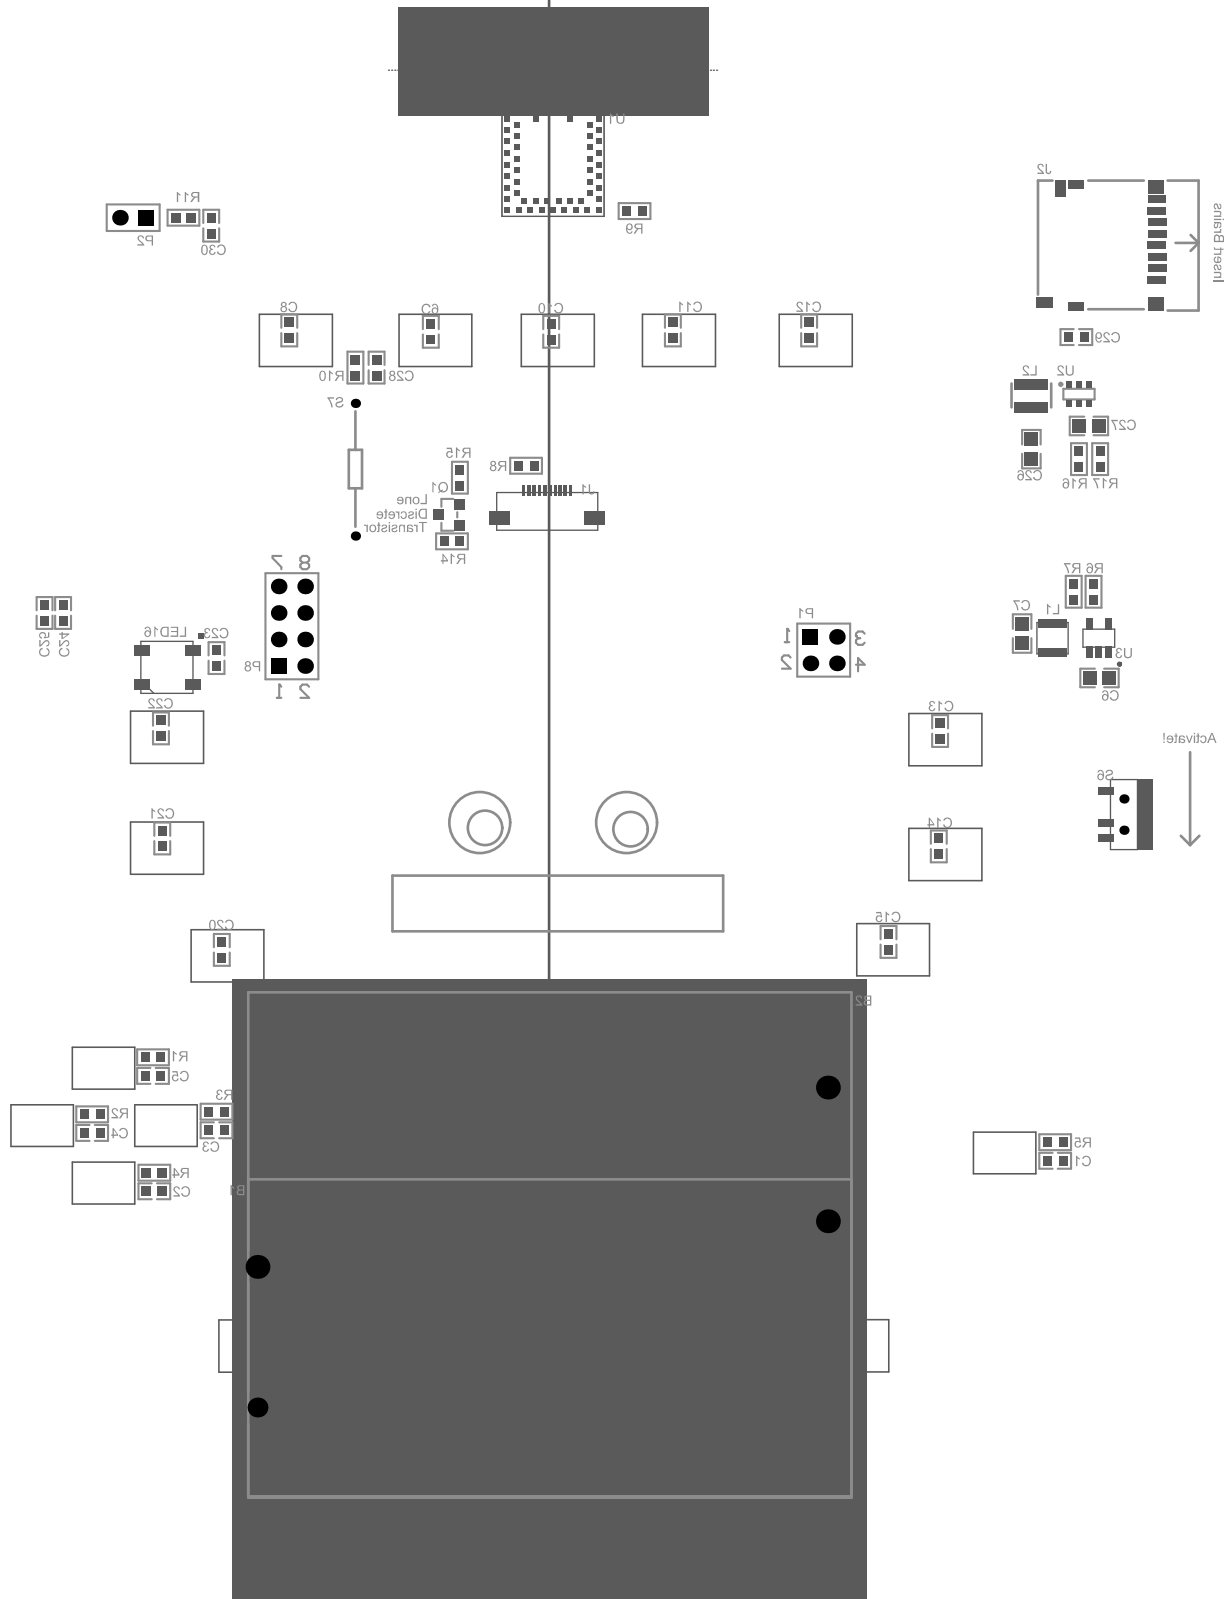 U1
J2
R11
P2
C30
R9
Insert Brains
C8
C9
C10
C11
C12
C29
R10
C28
L2
U2
S7
C27
R15
R8
Q1
J1
C26
R16
R17
Lone
Discrete
Transistor
R14
7 8
R7 R6
C7
L1
P1
C25
C24
LED16
C23
1 3
2 4
U3
P8
1 2
C6
C22
C13
Activate!
S6
C21
C14
C20
C15
B2
R1
C5
R3
R2
C4
C3
R4
C2
B1
R5
C1